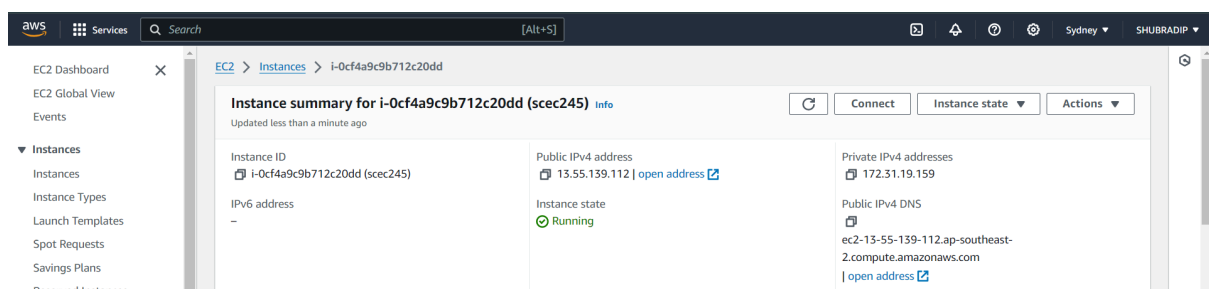 aws
Services
Search
[Alt+S]
Sydney ▼
SHUBRADIP ▼
EC2 Dashboard
EC2 Global View
Events
▼ Instances
Instances
Instance Types
Launch Templates
Spot Requests
Savings Plans
EC2 > Instances > i-0cf4a9c9b712c20dd
Instance summary for i-0cf4a9c9b712c20dd (scec245) Info
Updated less than a minute ago
Connect
Instance state ▼
Actions ▼
Instance ID
i-0cf4a9c9b712c20dd (scec245)
IPv6 address
–
Public IPv4 address
13.55.139.112 | open address
Instance state
Running
Private IPv4 addresses
172.31.19.159
Public IPv4 DNS
ec2-13-55-139-112.ap-southeast-
2.compute.amazonaws.com
| open address